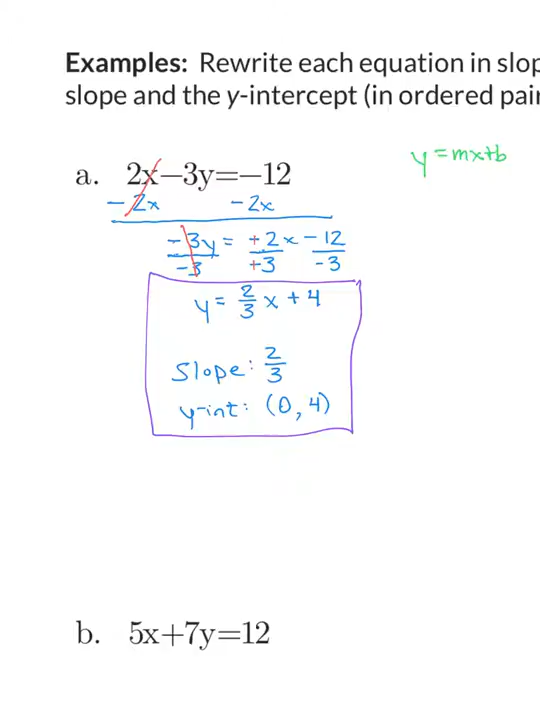 Examples: Rewrite each equation in slop
slope and the y-intercept (in ordered pair
y = mx+b
a. 2x−3y=−12
−2x −2x
−3y = +2x −12
−3 +3 −3
y = 2/3 x + 4
Slope: 2/3
y-int: (0, 4)
b. 5x+7y=12